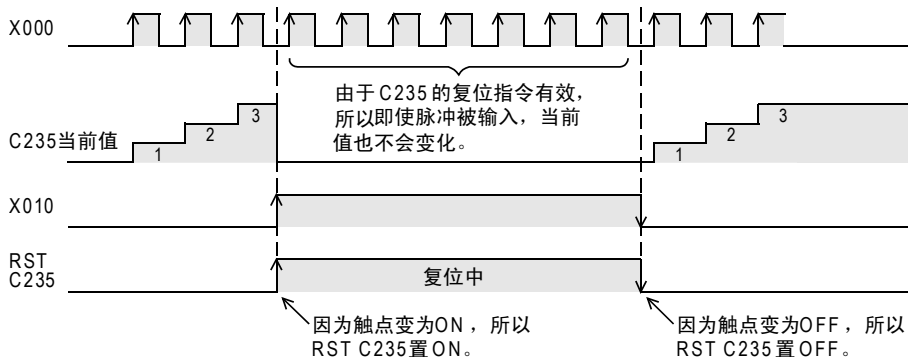 X000
由于C235的复位指令有效，
所以即使脉冲被输入，当前
值也不会变化。
C235当前值
1
2
3
1
2
3
X010
RST
C235
复位中
因为触点变为ON，所以
RST C235置ON。
因为触点变为OFF，所以
RST C235置OFF。